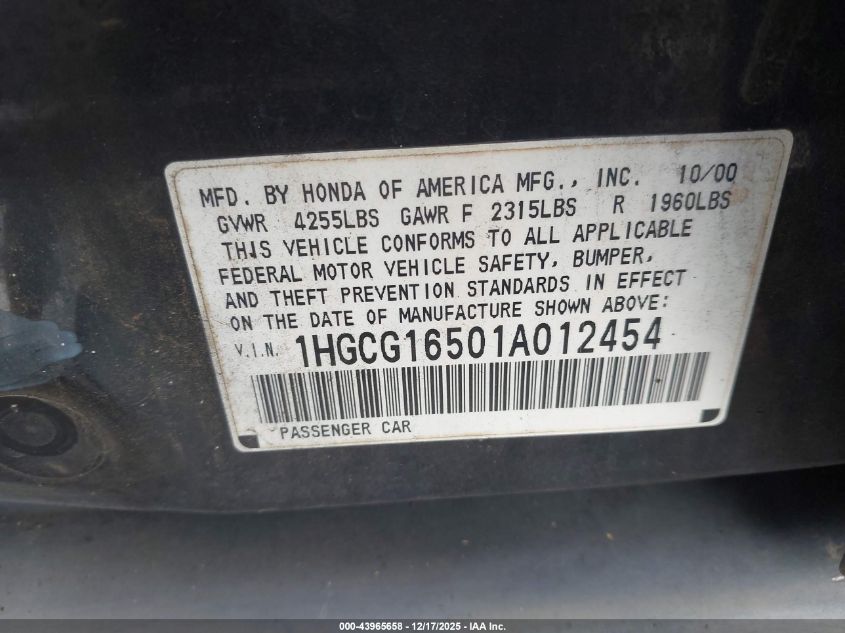 MFD. BY HONDA OF AMERICA MFG., INC. 10/00
GVWR 4255LBS GAWR F 2315LBS R 1960LBS
THIS VEHICLE CONFORMS TO ALL APPLICABLE
FEDERAL MOTOR VEHICLE SAFETY, BUMPER,
AND THEFT PREVENTION STANDARDS IN EFFECT
ON THE DATE OF MANUFACTURE SHOWN ABOVE:
V.I.N. 1HGCG16501A012454
PASSENGER CAR
000-43965658 - 12/17/2025 - IAA Inc.